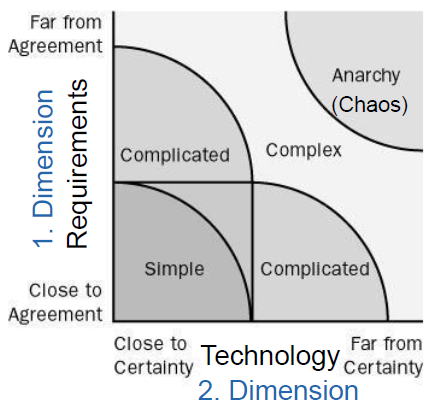 Far from
Agreement
1. Dimension
Requirements
Close to
Agreement
Anarchy
(Chaos)
Complicated
Complex
Simple
Complicated
Close to
Certainty
Technology
Far from
Certainty
2. Dimension